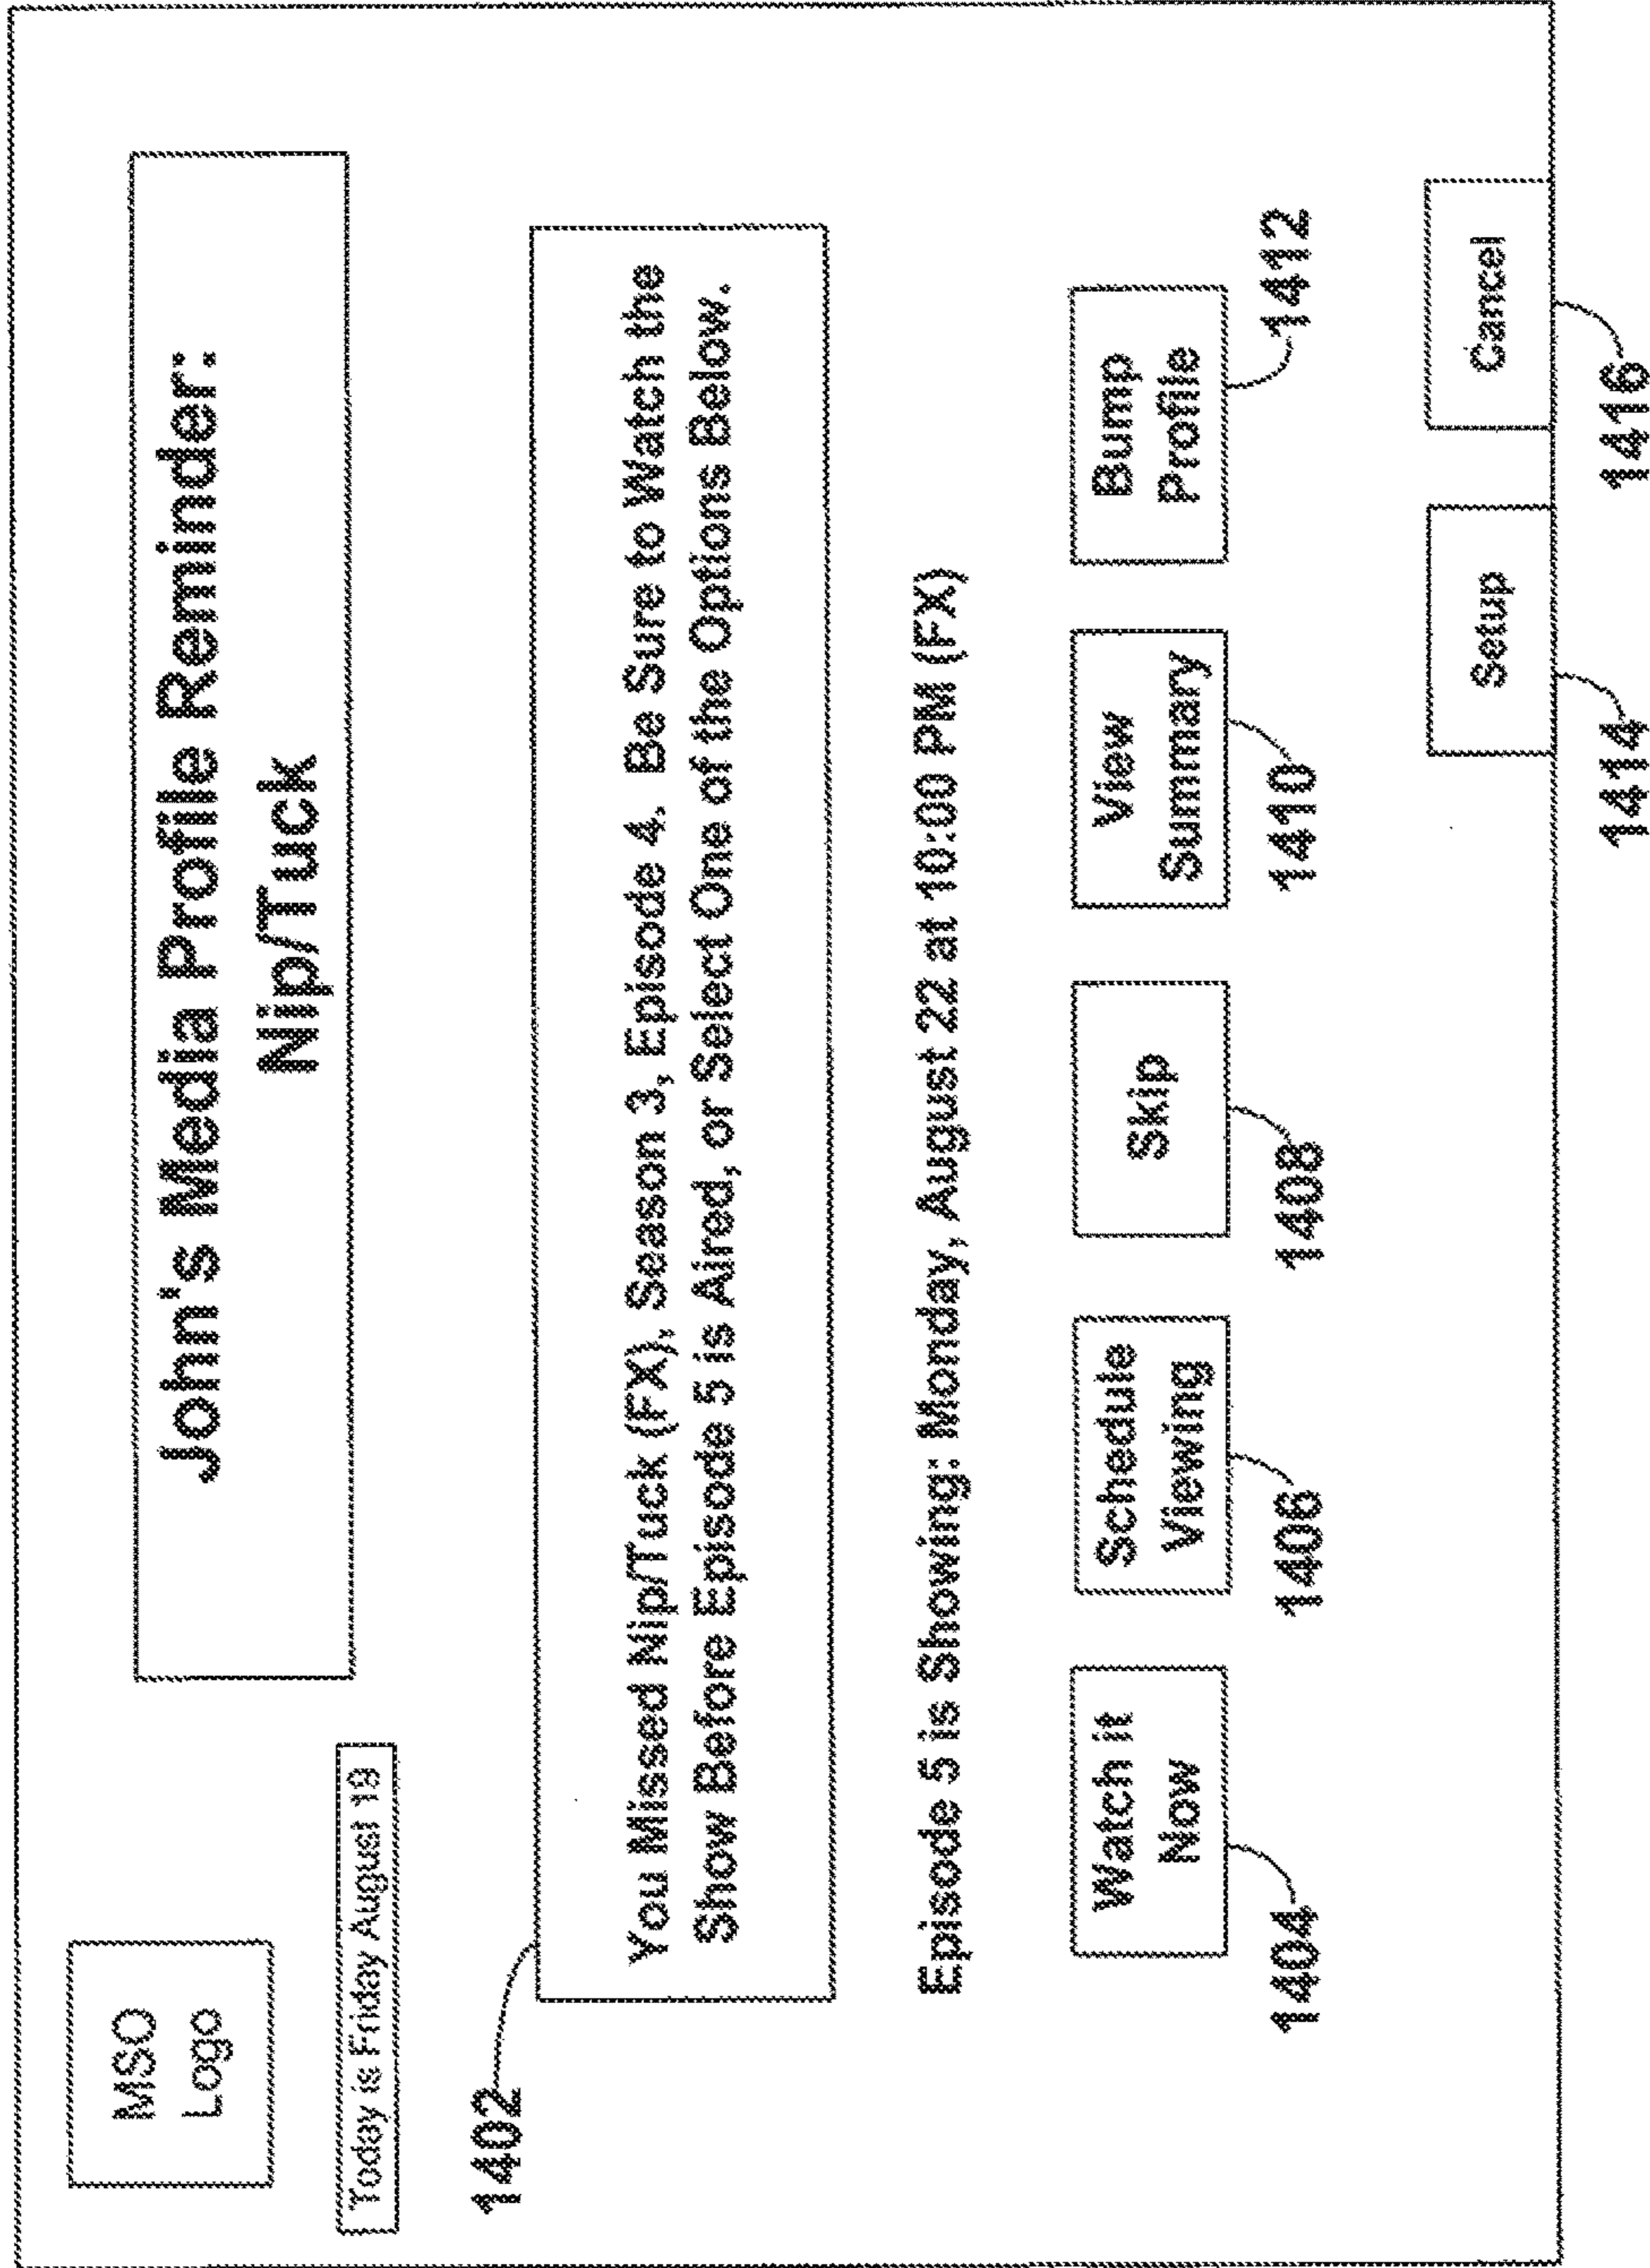 MSO
Logo
John's Media Profile Reminder:
Nip/Tuck
Today is Friday August 19
1402
You Missed Nip/Tuck (FX), Season 3, Episode 4.  Be Sure to Watch the
Show Before Episode 5 is Aired, or Select One of the Options Below.
Episode 5 is Showing: Monday, August 22 at 10:00 PM (FX)
Watch it
Now
Schedule
Viewing
Skip
View
Summary
Bump
Profile
1404
1406
1408
1410
1412
Setup
Cancel
1414
1416